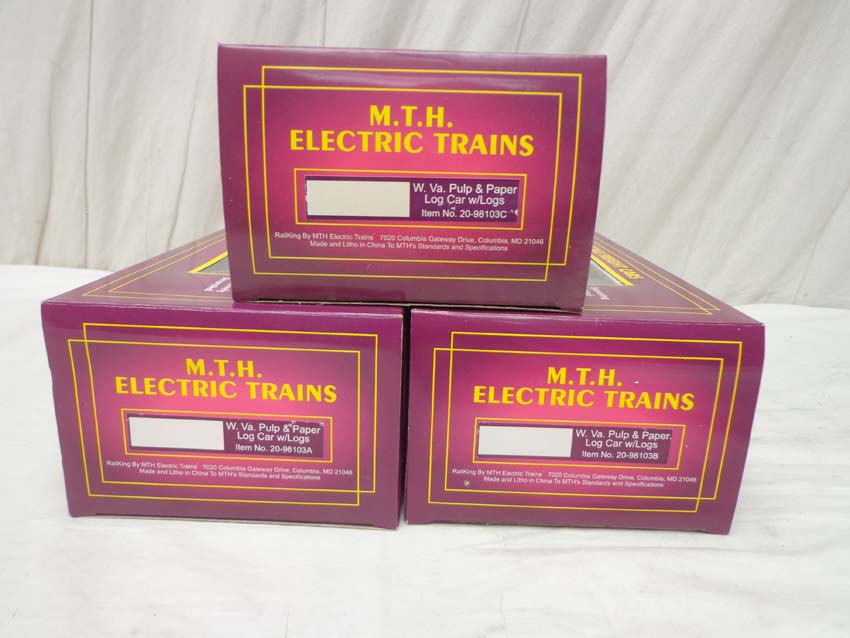 M.T.H.
ELECTRIC TRAINS
W. Va. Pulp & Paper
Log Car w/Logs
Item No. 20-98103C
RailKing By MTH Electric Trains 7020 Columbia Gateway Drive, Columbia, MD 21046
Made and Litho in China To MTH's Standards and Specifications
M.T.H.
ELECTRIC TRAINS
W. Va. Pulp & Paper
Log Car w/Logs
Item No. 20-98103A
RailKing By MTH Electric Trains 7020 Columbia Gateway Drive, Columbia, MD 21046
Made and Litho in China To MTH's Standards and Specifications
M.T.H.
ELECTRIC TRAINS
W. Va. Pulp & Paper
Log Car w/Logs
Item No. 20-98103B
RailKing By MTH Electric Trains 7020 Columbia Gateway Drive, Columbia, MD 21046
Made and Litho in China To MTH's Standards and Specifications